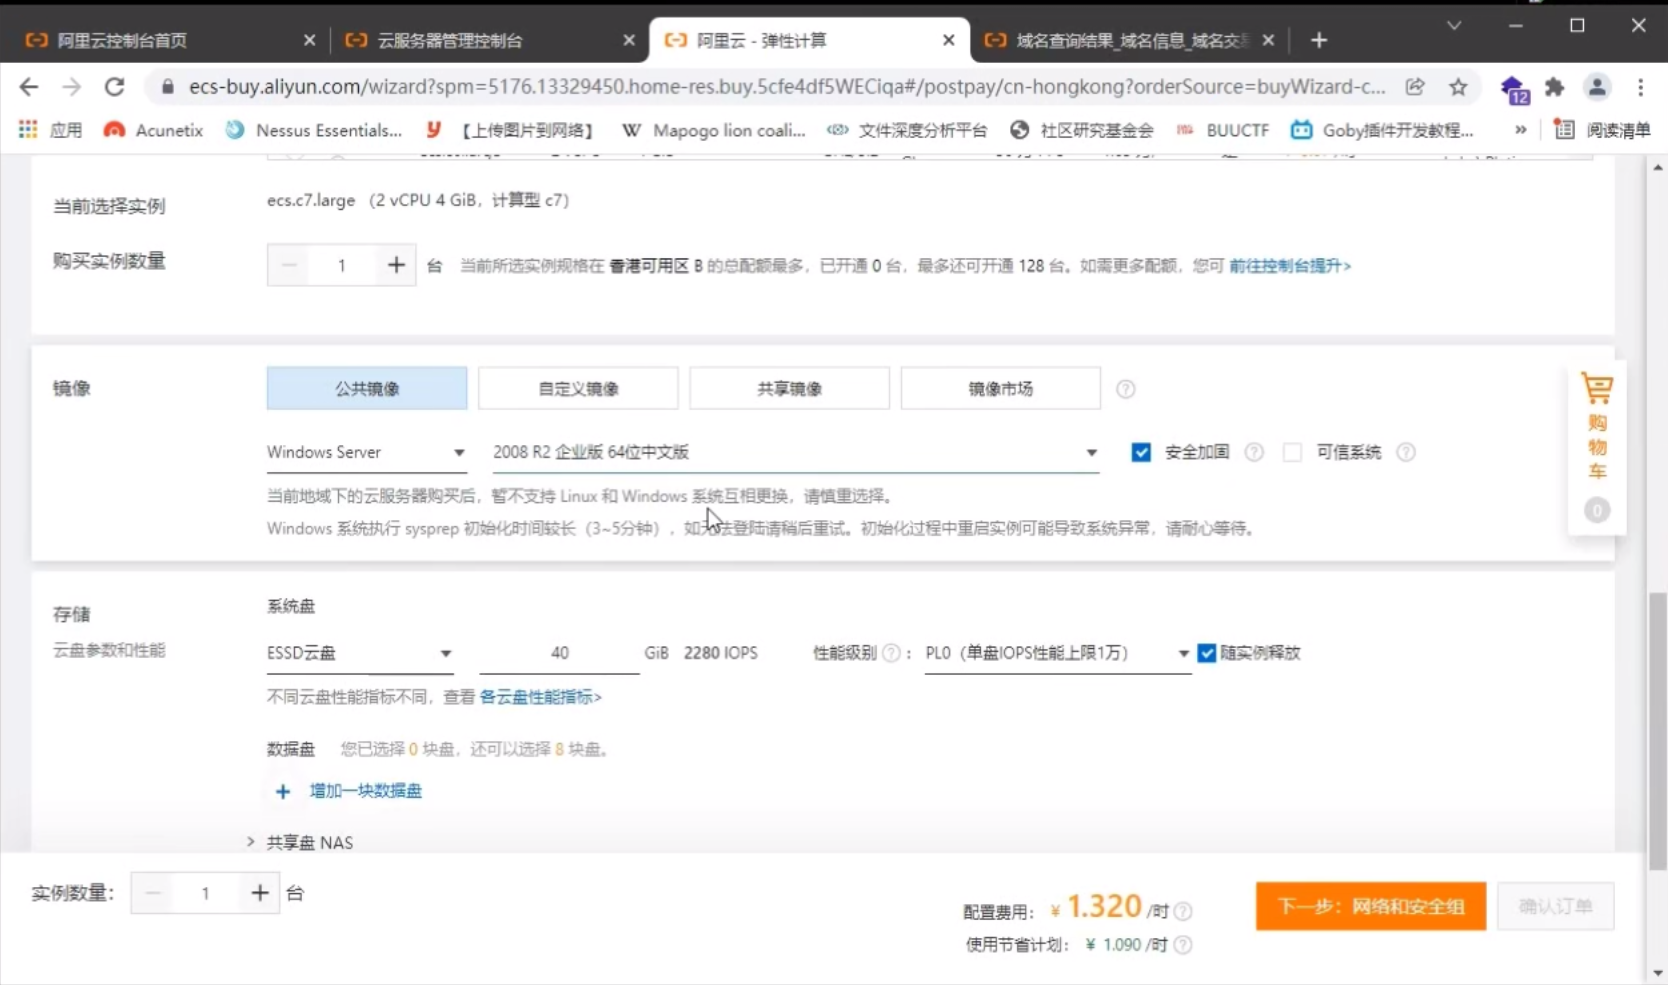 阿里云控制台首页
云服务器管理控制台
阿里云 - 弹性计算
域名查询结果_域名信息_域名交易
ecs-buy.aliyun.com/wizard?spm=5176.13329450.home-res.buy.5cfe4df5WECiqa#/postpay/cn-hongkong?orderSource=buyWizard-c...
12
应用
Acunetix
Nessus Essentials...
【上传图片到网络】
Mapogo lion coali...
文件深度分析平台
社区研究基金会
BUUCTF
Goby插件开发教程...
»
阅读清单
当前选择实例
ecs.c7.large （2 vCPU 4 GiB，计算型 c7）
购买实例数量
1
台
当前所选实例规格在 香港可用区 B 的总配额最多，已开通 0 台，最多还可开通 128 台。如需更多配额，您可 前往控制台提升>
镜像
公共镜像
自定义镜像
共享镜像
镜像市场
Windows Server
2008 R2 企业版 64位中文版
安全加固
可信系统
当前地域下的云服务器购买后，暂不支持 Linux 和 Windows 系统互相更换，请慎重选择。
Windows 系统执行 sysprep 初始化时间较长（3~5分钟），如无法登陆请稍后重试。初始化过程中重启实例可能导致系统异常，请耐心等待。
购物车
0
存储
云盘参数和性能
系统盘
ESSD云盘
40
GiB
2280 IOPS
性能级别 ：
PL0（单盘IOPS性能上限1万）
随实例释放
不同云盘性能指标不同，查看 各云盘性能指标>
数据盘
您已选择 0 块盘，还可以选择 8 块盘。
+ 增加一块数据盘
> 共享盘 NAS
实例数量：
1
台
配置费用： ¥ 1.320 /时
使用节省计划： ¥ 1.090 /时
下一步：网络和安全组
确认订单